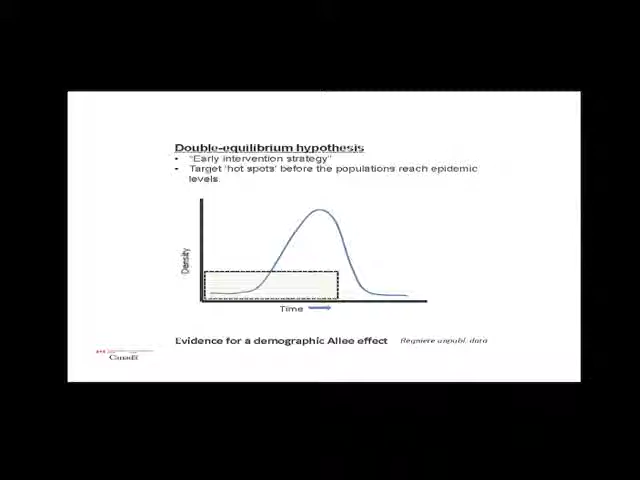 Double-equilibrium hypothesis
• "Early intervention strategy"
• Target 'hot spots' before the populations reach epidemic
levels.
Density
Time
Evidence for a demographic Allee effect
Regniere unpubl. data
Canada